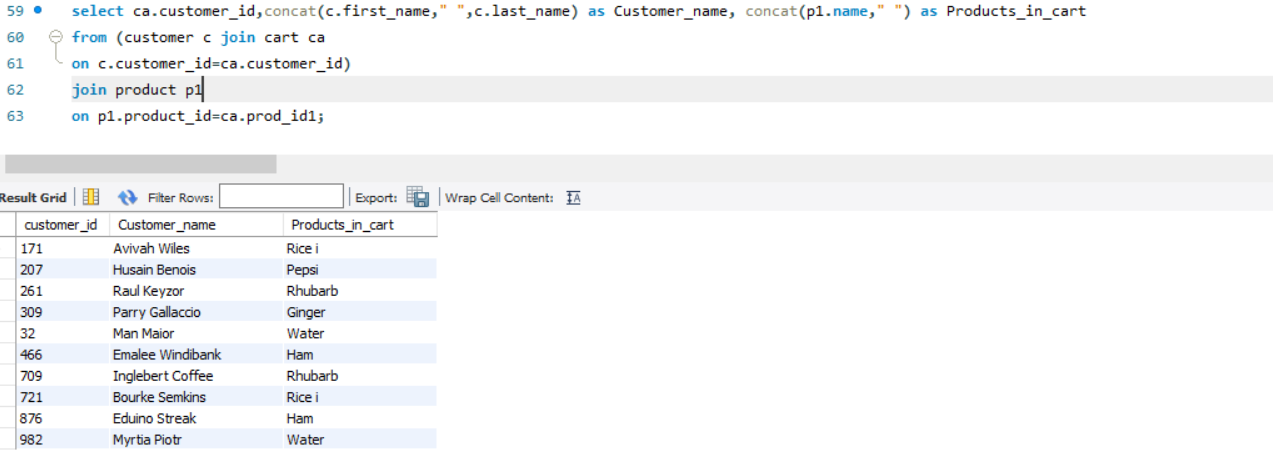 59 select ca.customer_id,concat(c.first_name," ",c.last_name) as Customer_name, concat(p1.name," ") as Products_in_cart
60 from (customer c join cart ca
61 on c.customer_id=ca.customer_id)
62 join product p1
63 on p1.product_id=ca.prod_id1;
Result Grid Filter Rows: Export: Wrap Cell Content: IA
customer_id Customer_name Products_in_cart
171 Avivah Wiles Rice i
207 Husain Benois Pepsi
261 Raul Keyzor Rhubarb
309 Parry Gallaccio Ginger
32 Man Maior Water
466 Emalee Windibank Ham
709 Inglebert Coffee Rhubarb
721 Bourke Semkins Rice i
876 Eduino Streak Ham
982 Myrtia Piotr Water